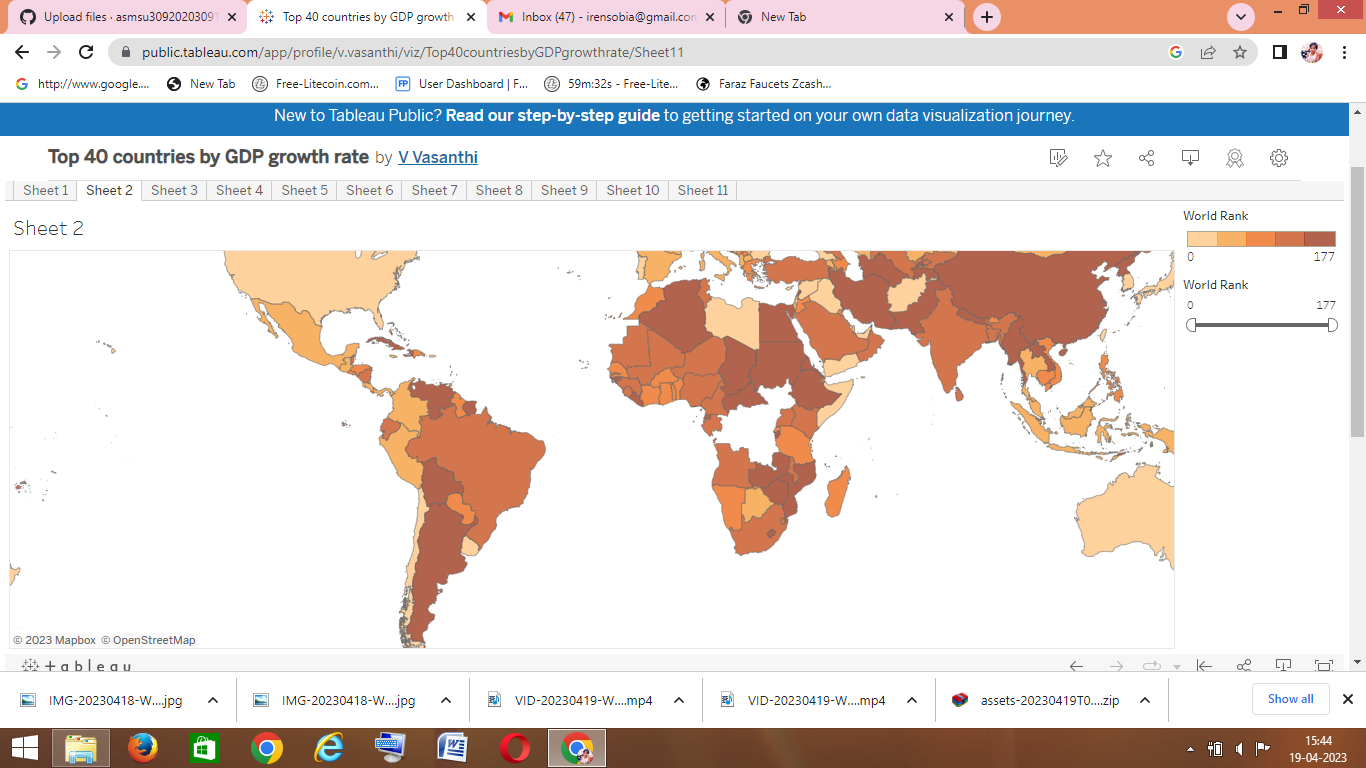 Upload files · asmsu30920203091
Top 40 countries by GDP growth
Inbox (47) - irensobia@gmail.com
New Tab
public.tableau.com/app/profile/v.vasanthi/viz/Top40countriesbyGDPgrowthrate/Sheet11
http://www.google....
New Tab
Free-Litecoin.com...
User Dashboard | F...
59m:32s - Free-Lite...
Faraz Faucets Zcash...
New to Tableau Public? Read our step-by-step guide to getting started on your own data visualization journey.
Top 40 countries by GDP growth rate by V Vasanthi
Sheet 1 Sheet 2 Sheet 3 Sheet 4 Sheet 5 Sheet 6 Sheet 7 Sheet 8 Sheet 9 Sheet 10 Sheet 11
Sheet 2
World Rank
0 177
World Rank
0 177
© 2023 Mapbox © OpenStreetMap
+ a b l e a u
IMG-20230418-W....jpg
IMG-20230418-W....jpg
VID-20230419-W....mp4
VID-20230419-W....mp4
assets-20230419T0....zip
Show all
15:44
19-04-2023